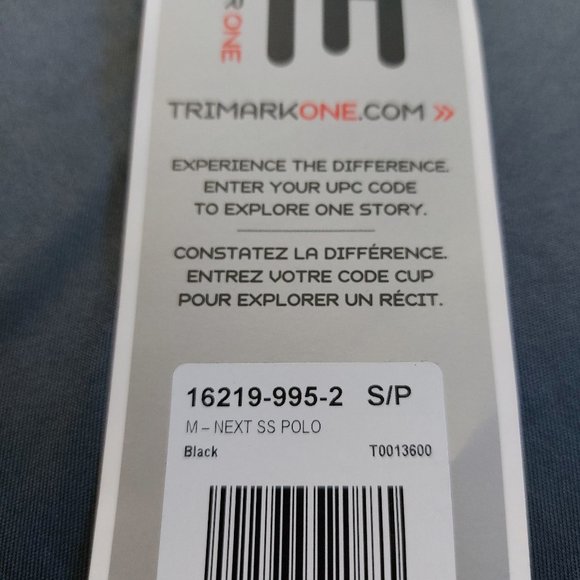 RONE
TRIMARKONE.COM »
EXPERIENCE THE DIFFERENCE.
ENTER YOUR UPC CODE
TO EXPLORE ONE STORY.
CONSTATEZ LA DIFFÉRENCE.
ENTREZ VOTRE CODE CUP
POUR EXPLORER UN RÉCIT.
16219-995-2 S/P
M – NEXT SS POLO
Black T0013600